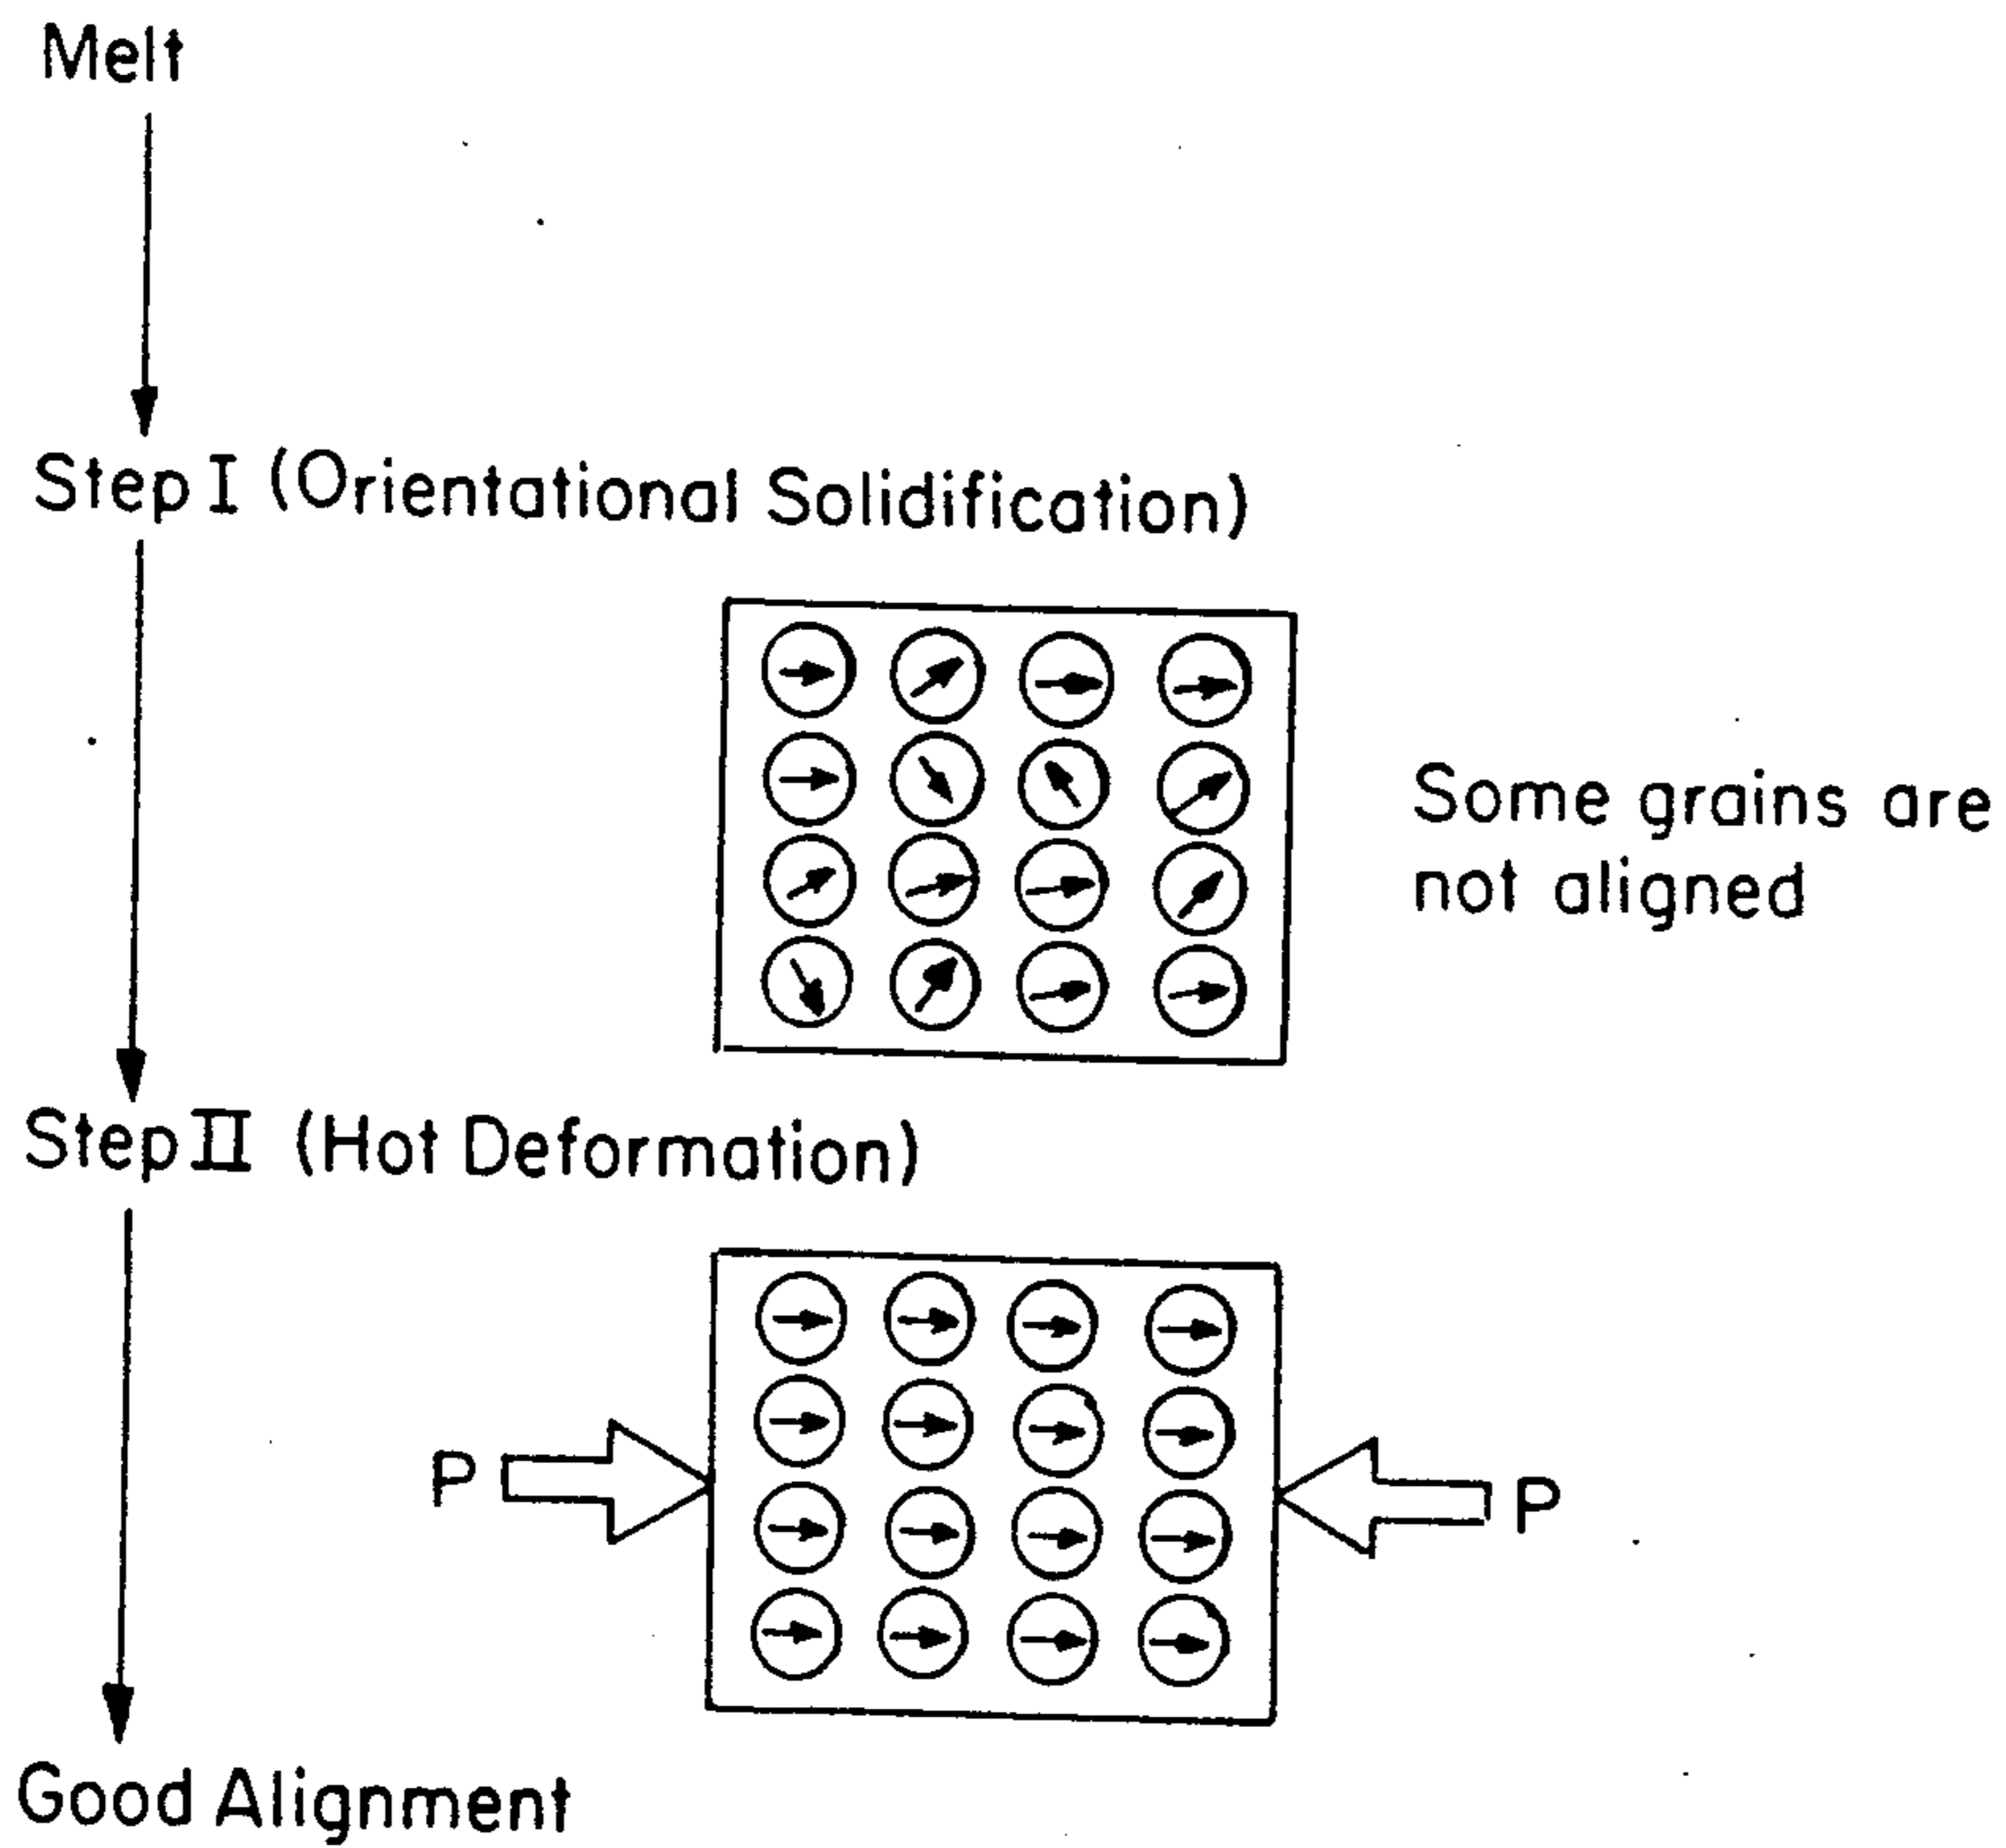 Melt
Step I (Orientational Solidification)
Some grains are
not aligned
Step II (Hot Deformation)
P
P
Good Alignment